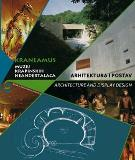 KRANEAMUS
MUZEJ
KRAPINSKIH
NEANDERTALACA
ARHITEKTURA I POSTAV
ARCHITECTURE AND DISPLAY DESIGN